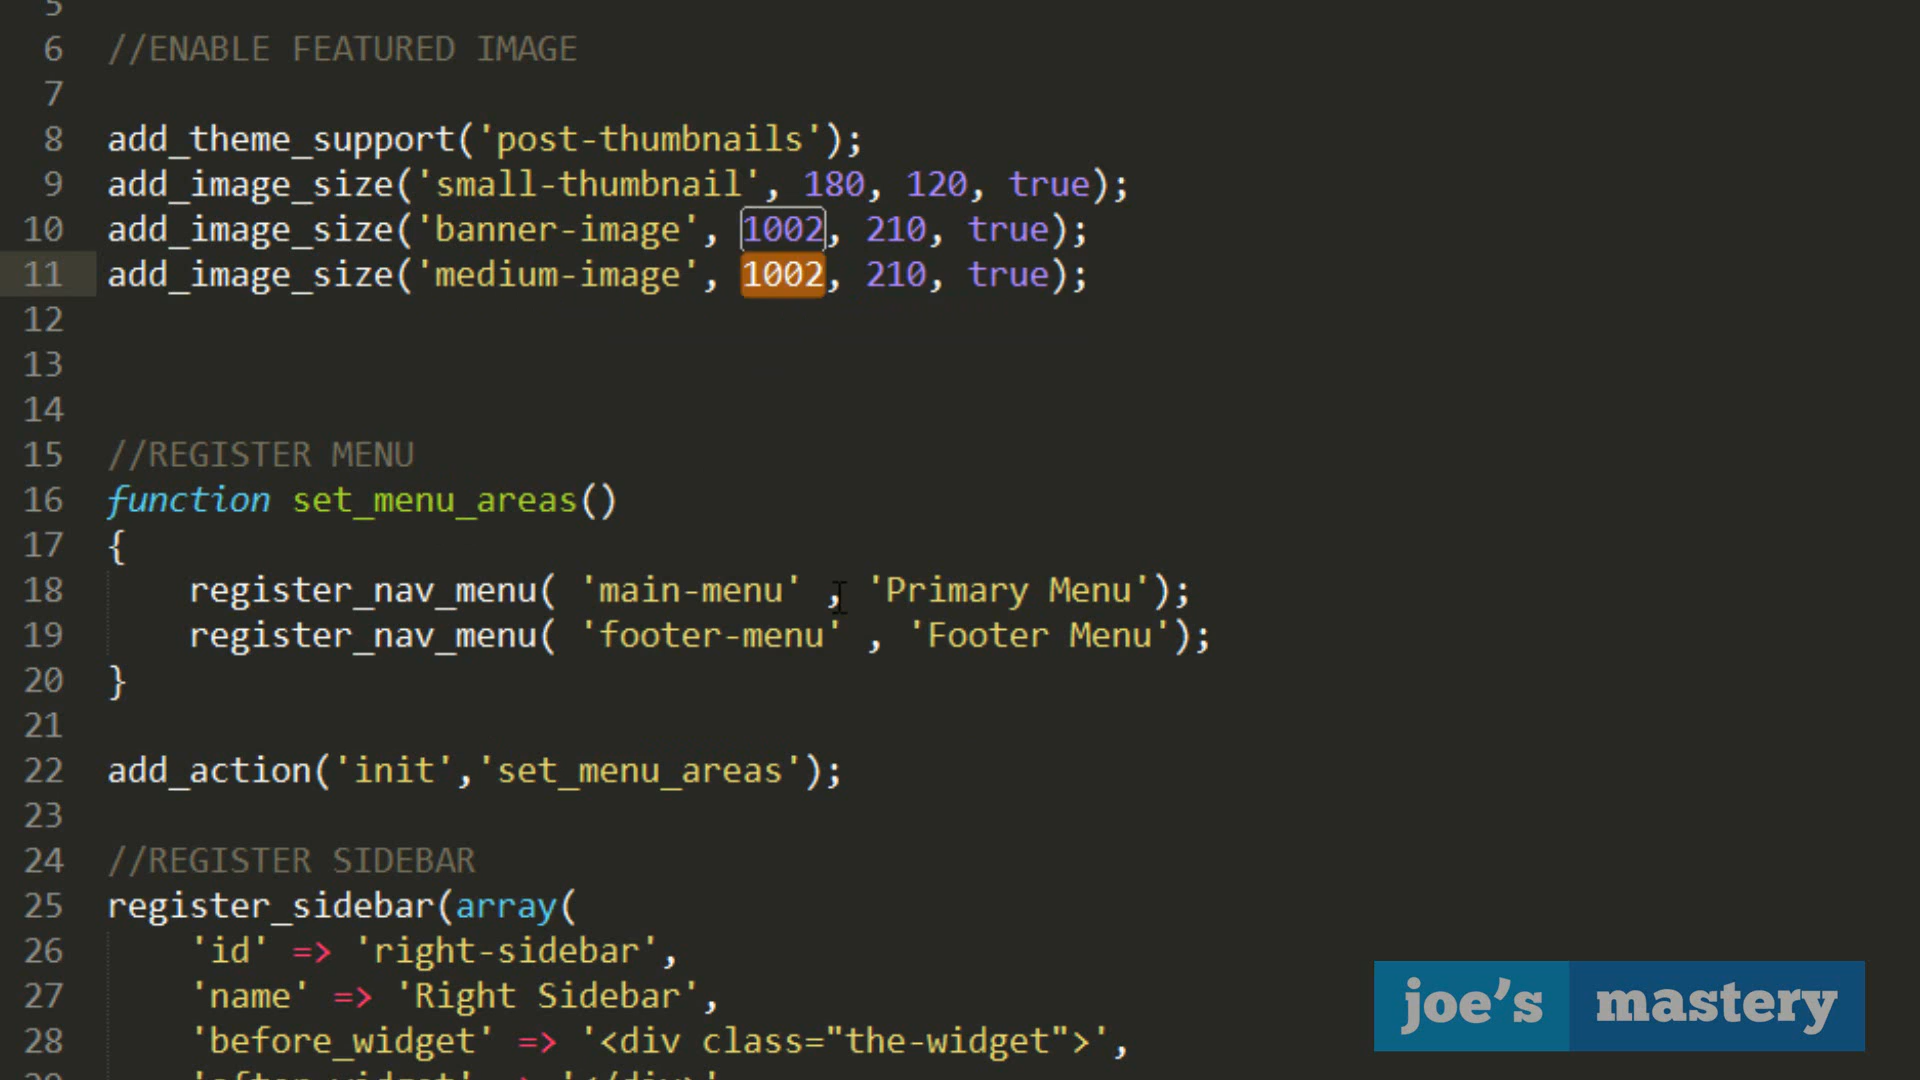 5
6 //ENABLE FEATURED IMAGE
7
8 add_theme_support('post-thumbnails');
9 add_image_size('small-thumbnail', 180, 120, true);
10 add_image_size('banner-image', 1002, 210, true);
11 add_image_size('medium-image', 1002, 210, true);
12
13
14
15 //REGISTER MENU
16 function set_menu_areas()
17 {
18 register_nav_menu( 'main-menu' , 'Primary Menu');
19 register_nav_menu( 'footer-menu' , 'Footer Menu');
20 }
21
22 add_action('init','set_menu_areas');
23
24 //REGISTER SIDEBAR
25 register_sidebar(array(
26 'id' => 'right-sidebar',
27 'name' => 'Right Sidebar',
28 'before_widget' => '<div class="the-widget">',
joe's mastery